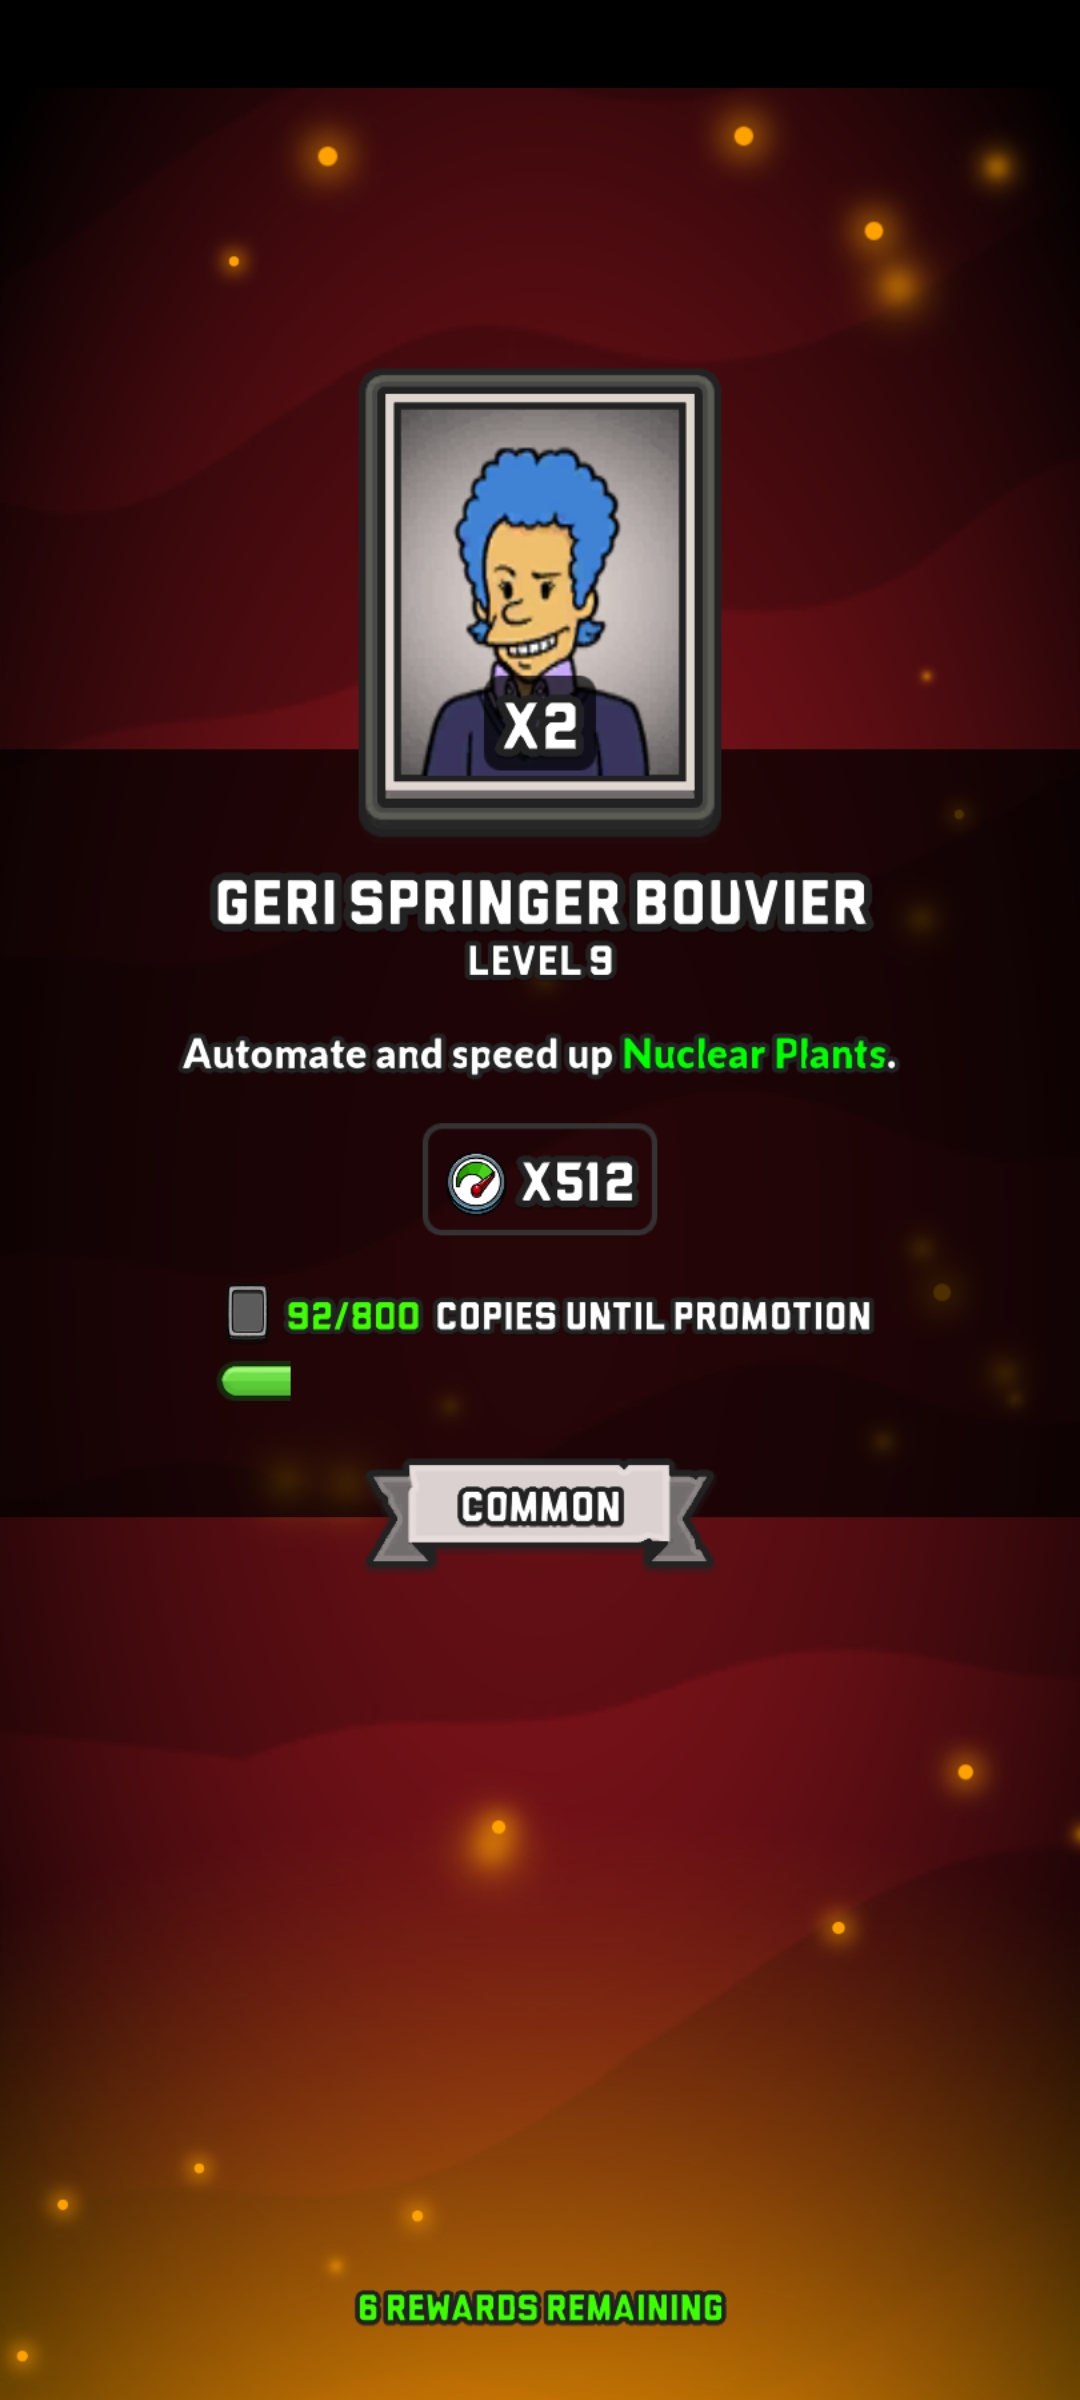 X2
GERI SPRINGER BOUVIER
LEVEL 9
Automate and speed up Nuclear Plants.
X512
92/800 COPIES UNTIL PROMOTION
COMMON
6 REWARDS REMAINING